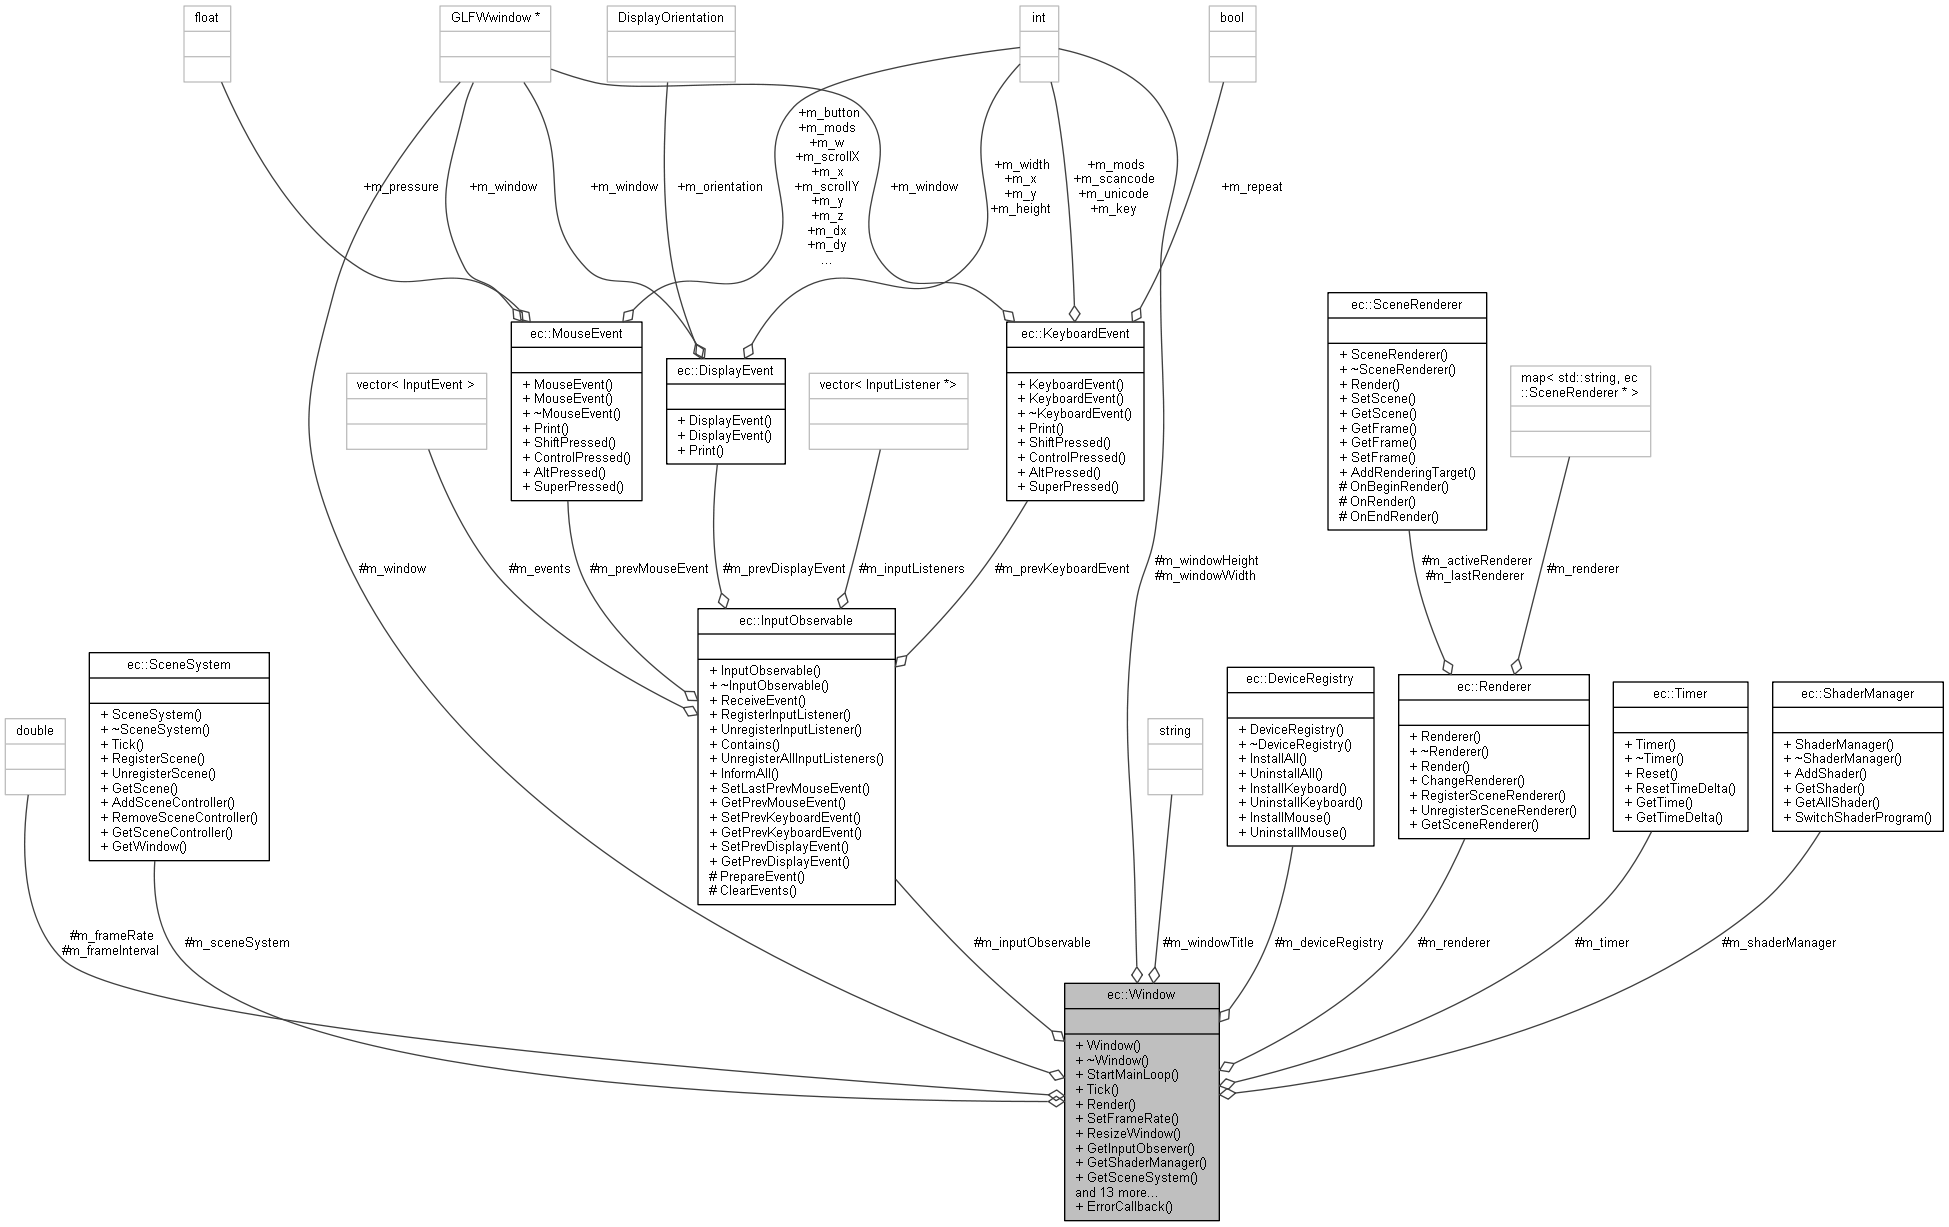 float
GLFWwindow *
DisplayOrientation
int
bool
+m_button
+m_mods
+m_w
+m_scrollX
+m_x
+m_scrollY
+m_y
+m_z
+m_dx
+m_dy
...
+m_pressure
+m_window
+m_window
+m_orientation
+m_window
+m_width
+m_x
+m_y
+m_height
+m_mods
+m_scancode
+m_unicode
+m_key
+m_repeat
ec::MouseEvent
+ MouseEvent()
+ MouseEvent()
+ ~MouseEvent()
+ Print()
+ ShiftPressed()
+ ControlPressed()
+ AltPressed()
+ SuperPressed()
ec::DisplayEvent
+ DisplayEvent()
+ DisplayEvent()
+ Print()
ec::KeyboardEvent
+ KeyboardEvent()
+ KeyboardEvent()
+ ~KeyboardEvent()
+ Print()
+ ShiftPressed()
+ ControlPressed()
+ AltPressed()
+ SuperPressed()
ec::SceneRenderer
+ SceneRenderer()
+ ~SceneRenderer()
+ Render()
+ SetScene()
+ GetScene()
+ GetFrame()
+ GetFrame()
+ SetFrame()
+ AddRenderingTarget()
# OnBeginRender()
# OnRender()
# OnEndRender()
vector< InputEvent >
vector< InputListener *>
map< std::string, ec
::SceneRenderer * >
#m_window
#m_events
#m_prevMouseEvent
#m_prevDisplayEvent
#m_inputListeners
#m_prevKeyboardEvent
#m_windowHeight
#m_windowWidth
#m_activeRenderer
#m_lastRenderer
#m_renderer
ec::InputObservable
+ InputObservable()
+ ~InputObservable()
+ ReceiveEvent()
+ RegisterInputListener()
+ UnregisterInputListener()
+ Contains()
+ UnregisterAllInputListeners()
+ InformAll()
+ SetLastPrevMouseEvent()
+ GetPrevMouseEvent()
+ SetPrevKeyboardEvent()
+ GetPrevKeyboardEvent()
+ SetPrevDisplayEvent()
+ GetPrevDisplayEvent()
# PrepareEvent()
# ClearEvents()
ec::SceneSystem
+ SceneSystem()
+ ~SceneSystem()
+ Tick()
+ RegisterScene()
+ UnregisterScene()
+ GetScene()
+ AddSceneController()
+ RemoveSceneController()
+ GetSceneController()
+ GetWindow()
double
string
ec::DeviceRegistry
+ DeviceRegistry()
+ ~DeviceRegistry()
+ InstallAll()
+ UninstallAll()
+ InstallKeyboard()
+ UninstallKeyboard()
+ InstallMouse()
+ UninstallMouse()
ec::Renderer
+ Renderer()
+ ~Renderer()
+ Render()
+ ChangeRenderer()
+ RegisterSceneRenderer()
+ UnregisterSceneRenderer()
+ GetSceneRenderer()
ec::Timer
+ Timer()
+ ~Timer()
+ Reset()
+ ResetTimeDelta()
+ GetTime()
+ GetTimeDelta()
ec::ShaderManager
+ ShaderManager()
+ ~ShaderManager()
+ AddShader()
+ GetShader()
+ GetAllShader()
+ SwitchShaderProgram()
#m_frameRate
#m_frameInterval
#m_sceneSystem
#m_inputObservable
#m_windowTitle
#m_deviceRegistry
#m_renderer
#m_timer
#m_shaderManager
ec::Window
+ Window()
+ ~Window()
+ StartMainLoop()
+ Tick()
+ Render()
+ SetFrameRate()
+ ResizeWindow()
+ GetInputObserver()
+ GetShaderManager()
+ GetSceneSystem()
and 13 more...
+ ErrorCallback()